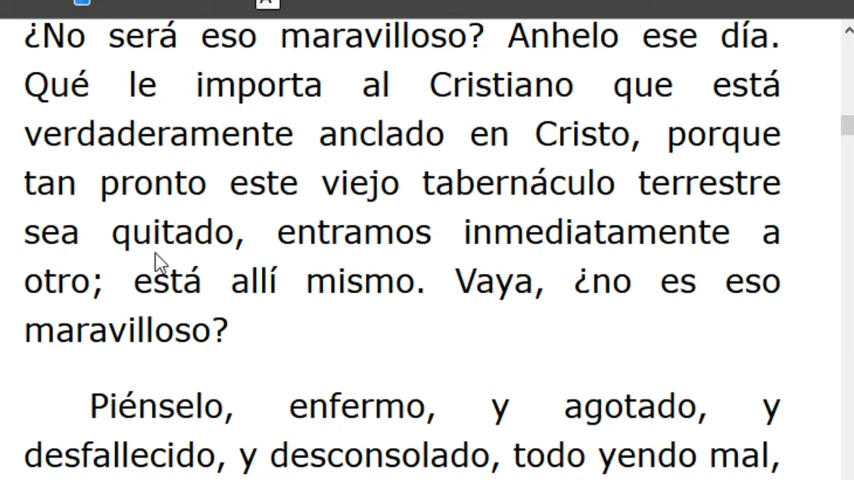 ¿No será eso maravilloso? Anhelo ese día.
Qué le importa al Cristiano que está
verdaderamente anclado en Cristo, porque
tan pronto este viejo tabernáculo terrestre
sea quitado, entramos inmediatamente a
otro; está allí mismo. Vaya, ¿no es eso
maravilloso?
Piénselo, enfermo, y agotado, y
desfallecido, y desconsolado, todo yendo mal,